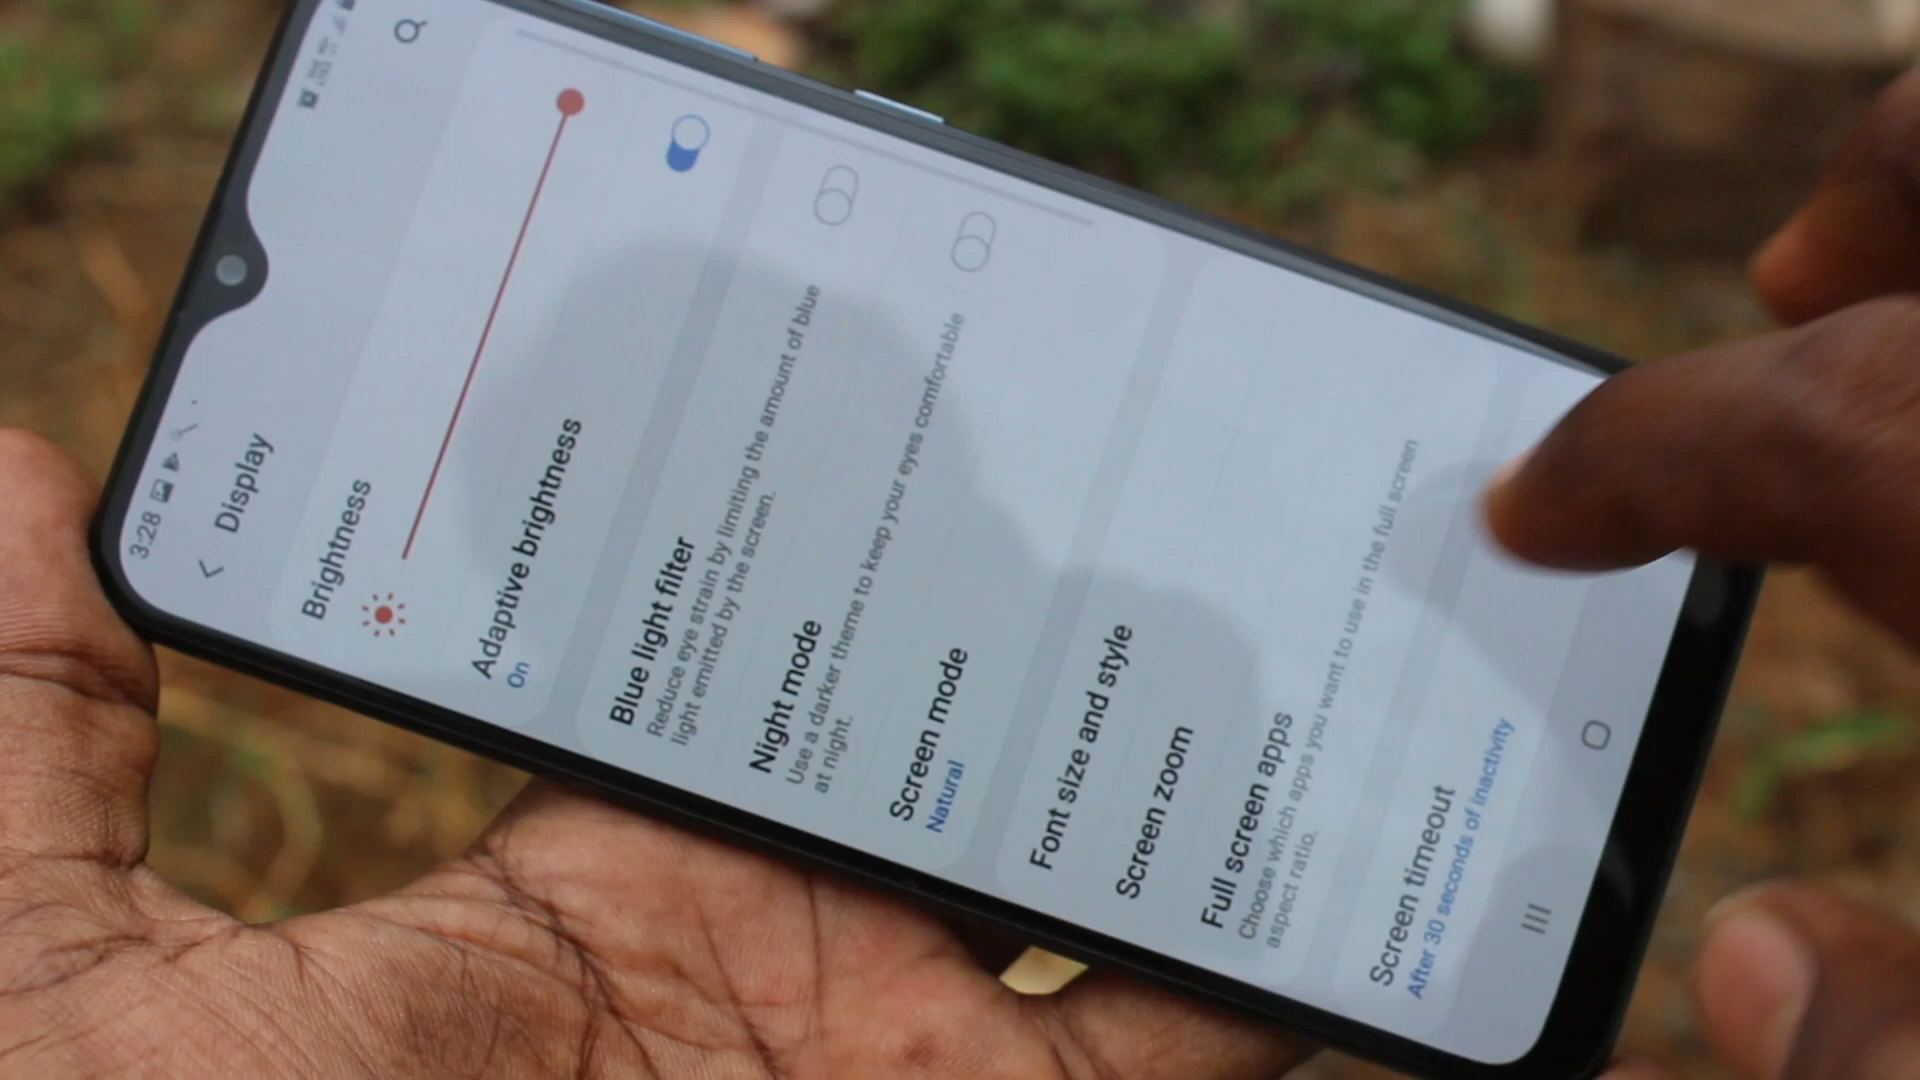 3:28
Display
Brightness
Adaptive brightness
On
Blue light filter
Reduce eye strain by limiting the amount of blue
light emitted by the screen.
Night mode
Use a darker theme to keep your eyes comfortable
at night.
Screen mode
Natural
Font size and style
Screen zoom
Full screen apps
Choose which apps you want to use in the full screen
aspect ratio.
Screen timeout
After 30 seconds of inactivity